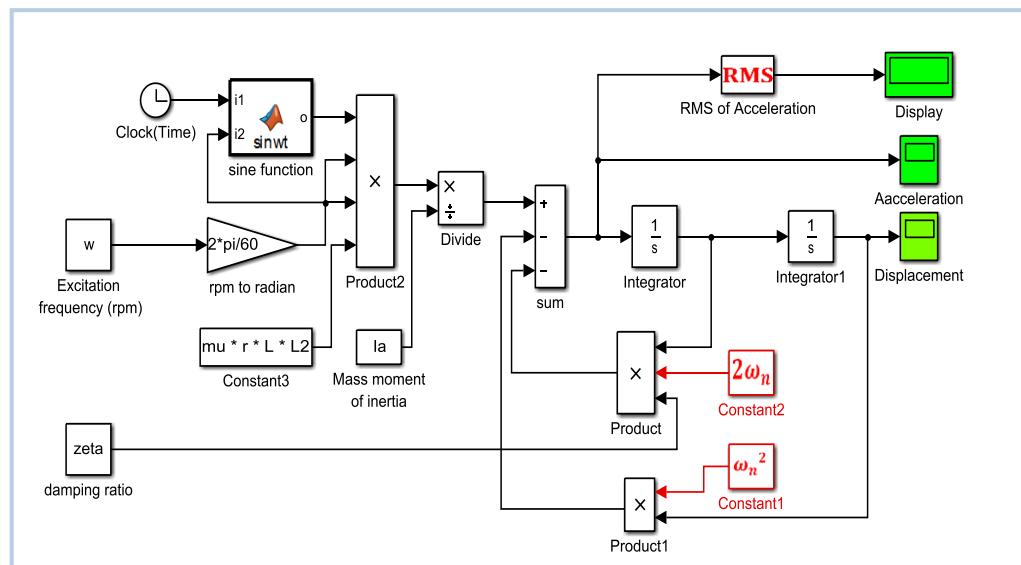 RMS
RMS of Acceleration
Display
Clock(Time)
i1
i2
o
sinwt
sine function
×
Product2
×
÷
Divide
+
−
−
sum
1
s
Integrator
1
s
Integrator1
Aacceleration
Displacement
w
Excitation
frequency (rpm)
2*pi/60
rpm to radian
mu * r * L * L2
Constant3
Ia
Mass moment
of inertia
×
Product
2ωn
Constant2
zeta
damping ratio
×
Product1
ωn²
Constant1